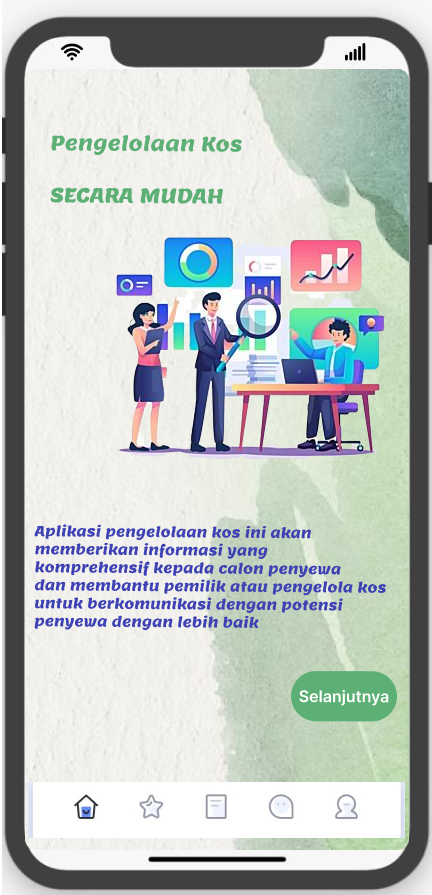 Pengelolaan Kos
SECARA MUDAH
Aplikasi pengelolaan kos ini akan
memberikan informasi yang
komprehensif kepada calon penyewa
dan membantu pemilik atau pengelola kos
untuk berkomunikasi dengan potensi
penyewa dengan lebih baik
Selanjutnya